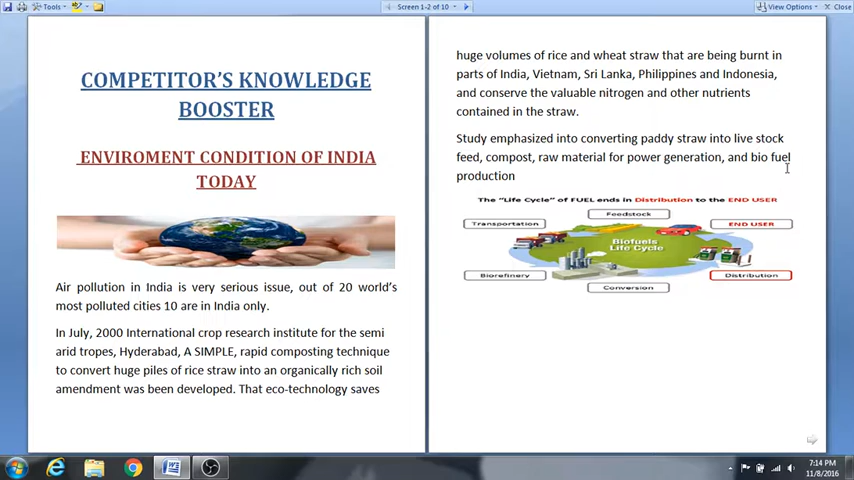 Tools
Screen 1-2 of 10
View Options
Close
COMPETITOR'S KNOWLEDGE
BOOSTER
ENVIROMENT CONDITION OF INDIA
TODAY
Air pollution in India is very serious issue, out of 20 world's
most polluted cities 10 are in India only.
In July, 2000 International crop research institute for the semi
arid tropes, Hyderabad, A SIMPLE, rapid composting technique
to convert huge piles of rice straw into an organically rich soil
amendment was been developed. That eco-technology saves
huge volumes of rice and wheat straw that are being burnt in
parts of India, Vietnam, Sri Lanka, Philippines and Indonesia,
and conserve the valuable nitrogen and other nutrients
contained in the straw.
Study emphasized into converting paddy straw into live stock
feed, compost, raw material for power generation, and bio fuel
production
The "Life Cycle" of FUEL ends in Distribution to the END USER
Feedstock
Transportation
END USER
Biofuels
Life Cycle
Biorefinery
Distribution
Conversion
7:14 PM
11/8/2016